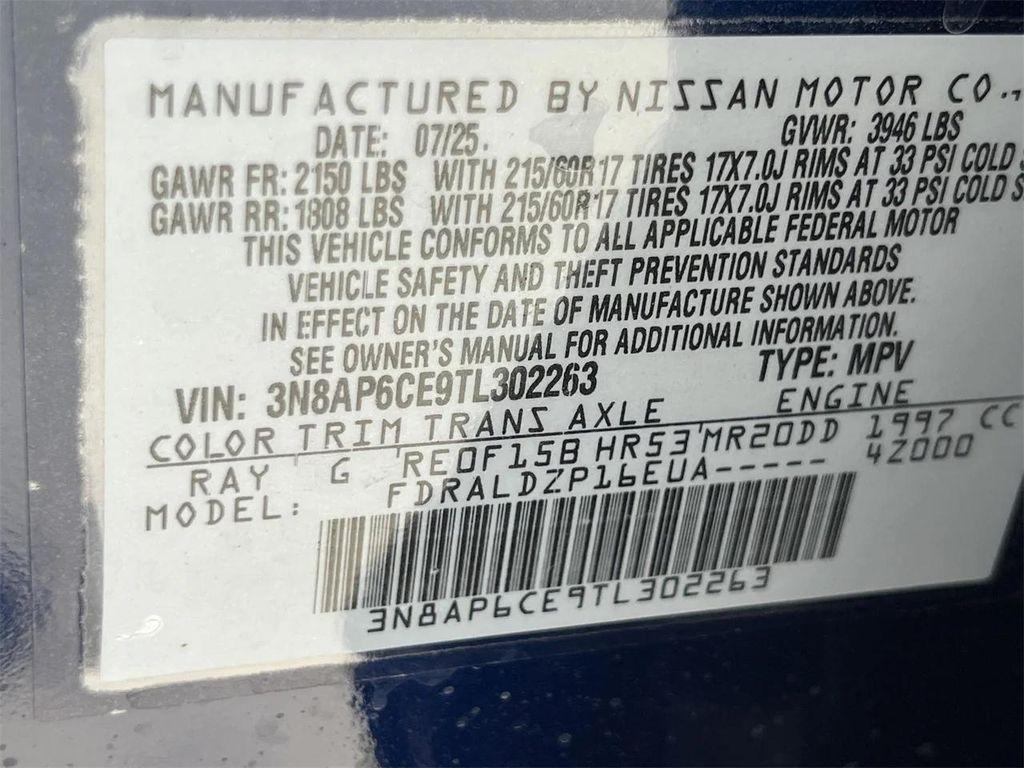 MANUFACTURED BY NISSAN MOTOR CO.,
DATE: 07/25. GVWR: 3946 LBS
GAWR FR: 2150 LBS WITH 215/60R17 TIRES 17X7.0J RIMS AT 33 PSI COLD
GAWR RR: 1808 LBS WITH 215/60R17 TIRES 17X7.0J RIMS AT 33 PSI COLD
THIS VEHICLE CONFORMS TO ALL APPLICABLE FEDERAL MOTOR
VEHICLE SAFETY AND THEFT PREVENTION STANDARDS
IN EFFECT ON THE DATE OF MANUFACTURE SHOWN ABOVE.
SEE OWNER'S MANUAL FOR ADDITIONAL INFORMATION.
VIN: 3N8AP6CE9TL302263 TYPE: MPV
COLOR TRIM TRANS AXLE ENGINE
RAY G RE0F15B HR53 MR20DD 1997 CC
MODEL: FDRALDZP16EUA----- 4Z000
3N8AP6CE9TL302263